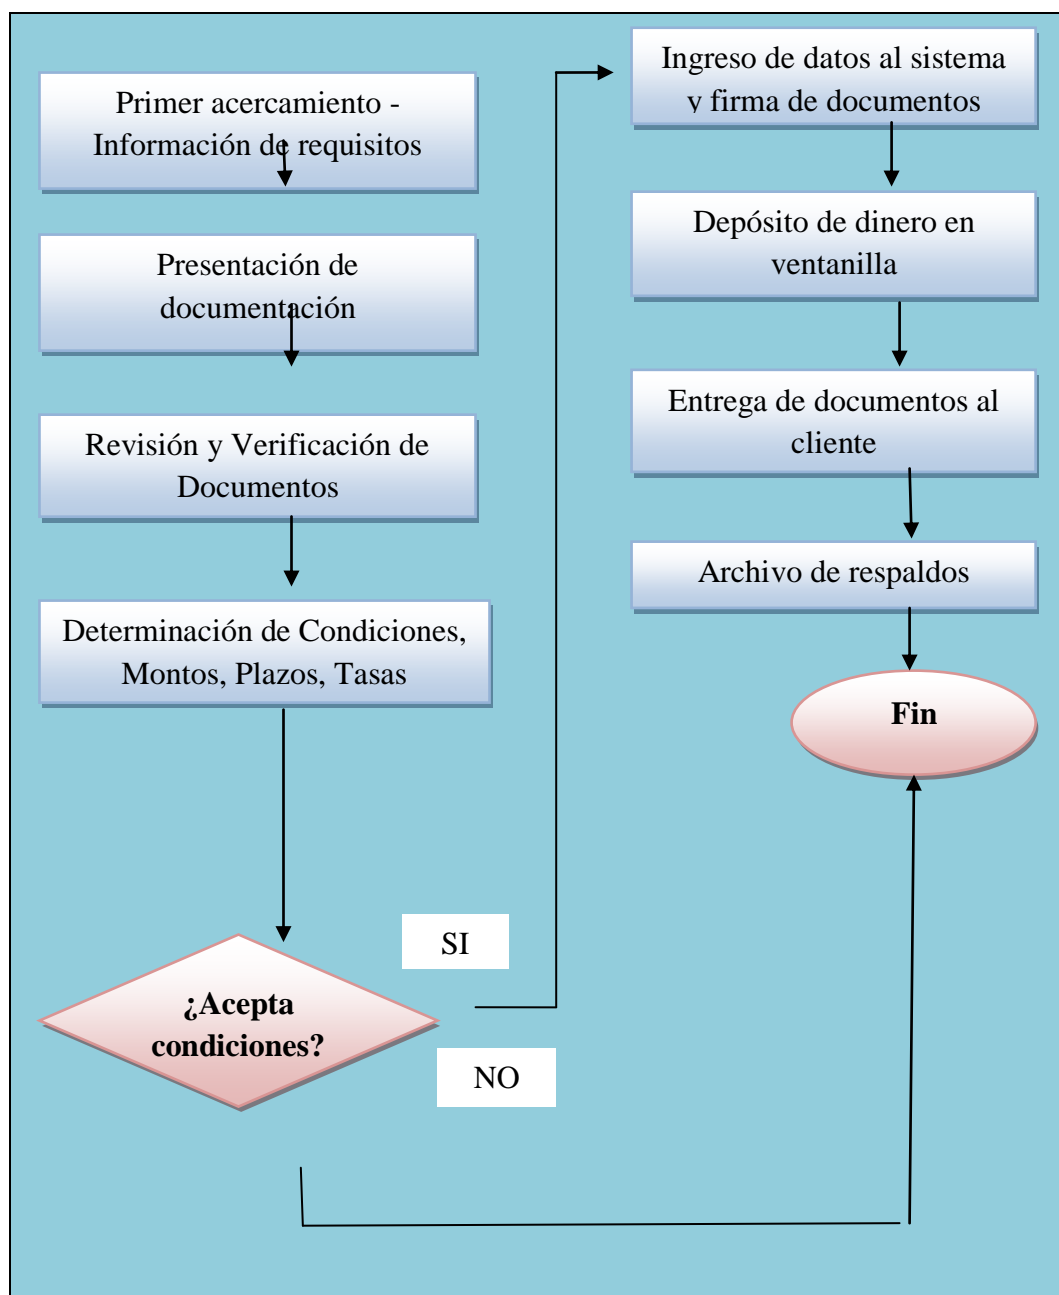 Primer acercamiento -
Información de requisitos
Presentación de
documentación
Revisión y Verificación de
Documentos
Determinación de Condiciones,
Montos, Plazos, Tasas
¿Acepta
condiciones?
SI
NO
Ingreso de datos al sistema
y firma de documentos
Depósito de dinero en
ventanilla
Entrega de documentos al
cliente
Archivo de respaldos
Fin